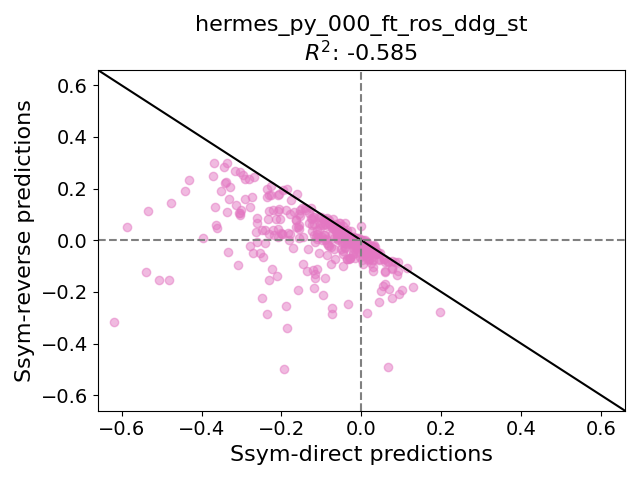 hermes_py_000_ft_ros_ddg_st
R²: -0.585
0.6
0.4
0.2
0.0
−0.2
−0.4
−0.6
Ssym-reverse predictions
−0.6 −0.4 −0.2 0.0 0.2 0.4 0.6
Ssym-direct predictions